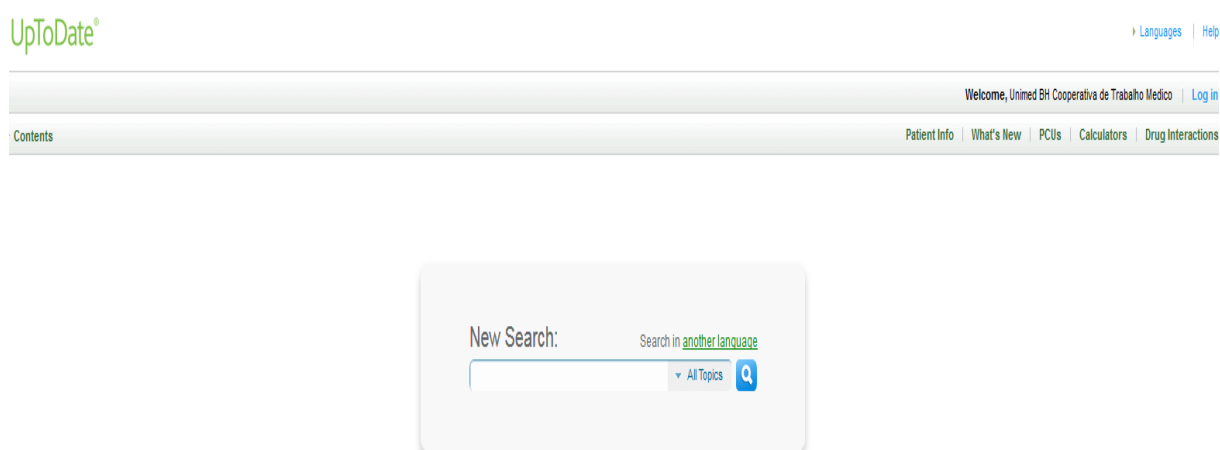 UpToDate®
Languages | Help
Welcome, Unimed BH Cooperativa de Trabalho Medico | Log in
Contents
Patient Info | What's New | PCUs | Calculators | Drug Interactions
New Search:
Search in another language
All Topics